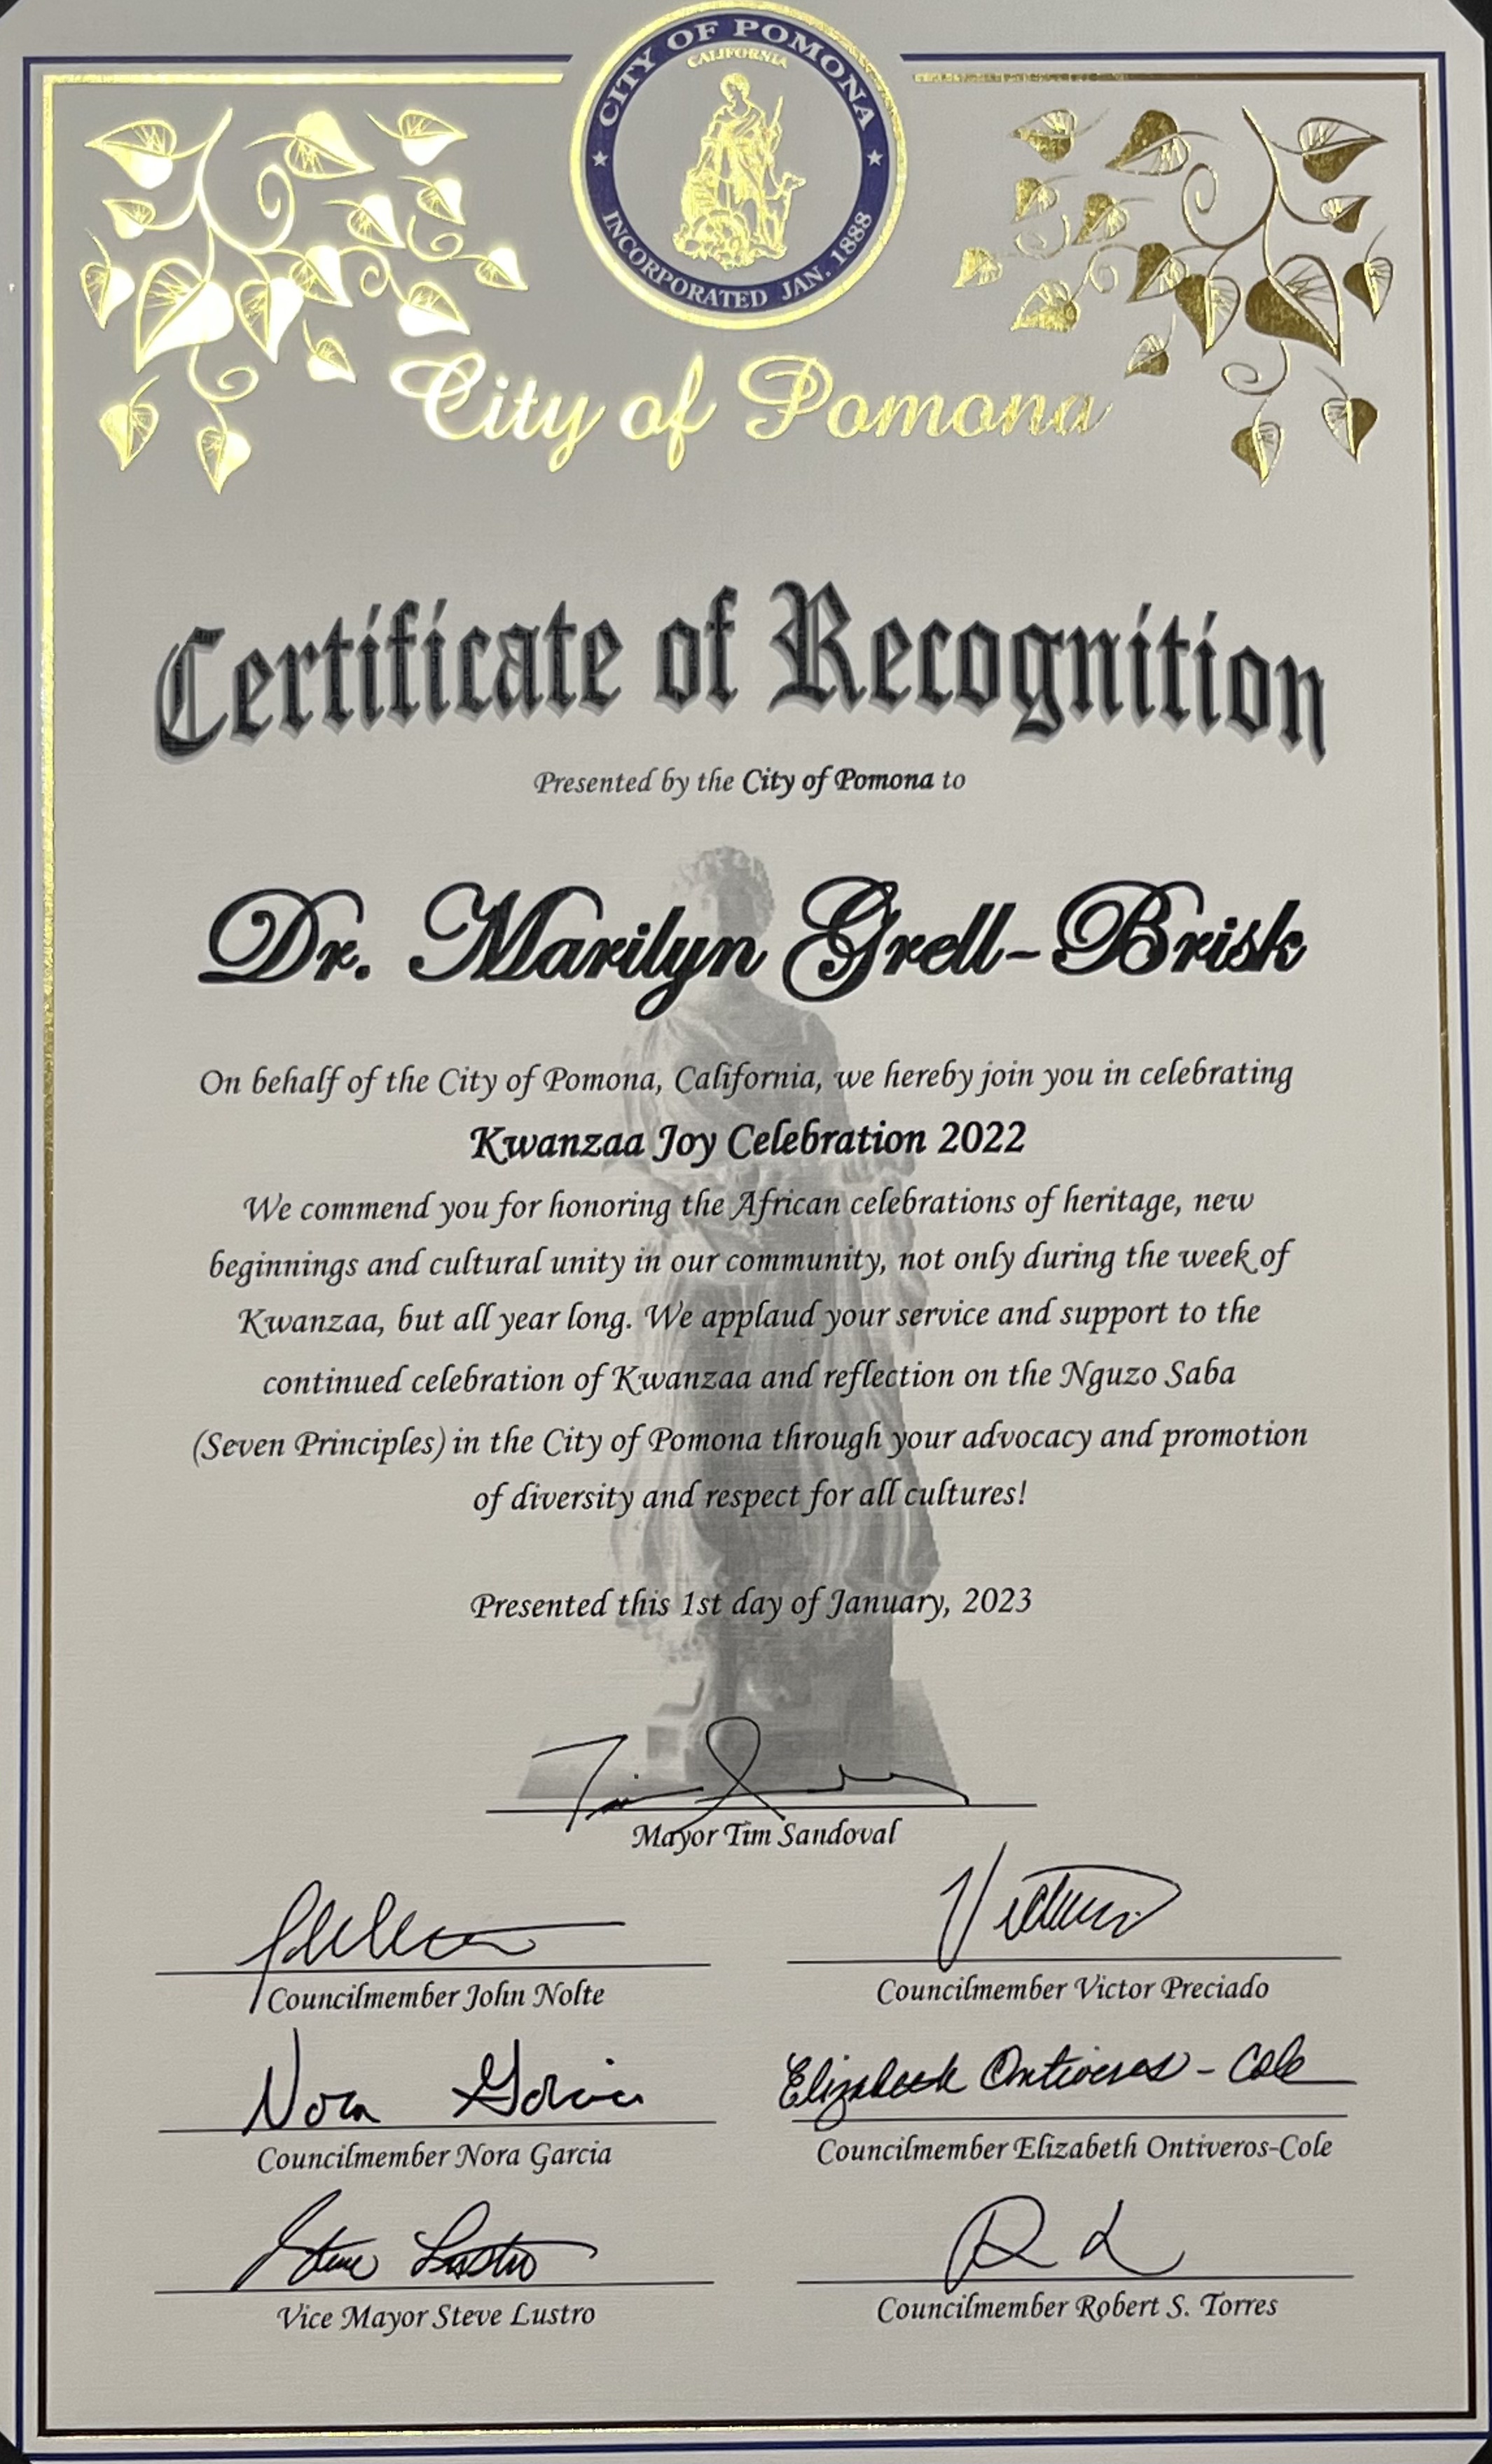 CITY OF POMONA
CALIFORNIA
INCORPORATED JAN. 1888
City of Pomona
Certificate of Recognition
Presented by the City of Pomona to
Dr. Marilyn Grell-Brisk
On behalf of the City of Pomona, California, we hereby join you in celebrating
Kwanzaa Joy Celebration 2022
We commend you for honoring the African celebrations of heritage, new
beginnings and cultural unity in our community, not only during the week of
Kwanzaa, but all year long. We applaud your service and support to the
continued celebration of Kwanzaa and reflection on the Nguzo Saba
(Seven Principles) in the City of Pomona through your advocacy and promotion
of diversity and respect for all cultures!
Presented this 1st day of January, 2023
Mayor Tim Sandoval
Councilmember John Nolte
Councilmember Victor Preciado
Nora Garcia
Elizabeth Ontiveros-Cole
Councilmember Nora Garcia
Councilmember Elizabeth Ontiveros-Cole
Steve Lustro
Vice Mayor Steve Lustro
Councilmember Robert S. Torres